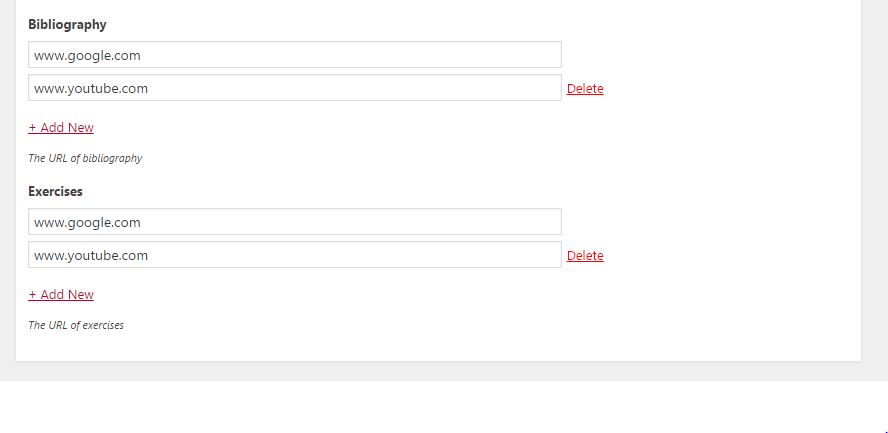 Bibliography
www.google.com
www.youtube.com Delete
+ Add New
The URL of bibliography
Exercises
www.google.com
www.youtube.com Delete
+ Add New
The URL of exercises